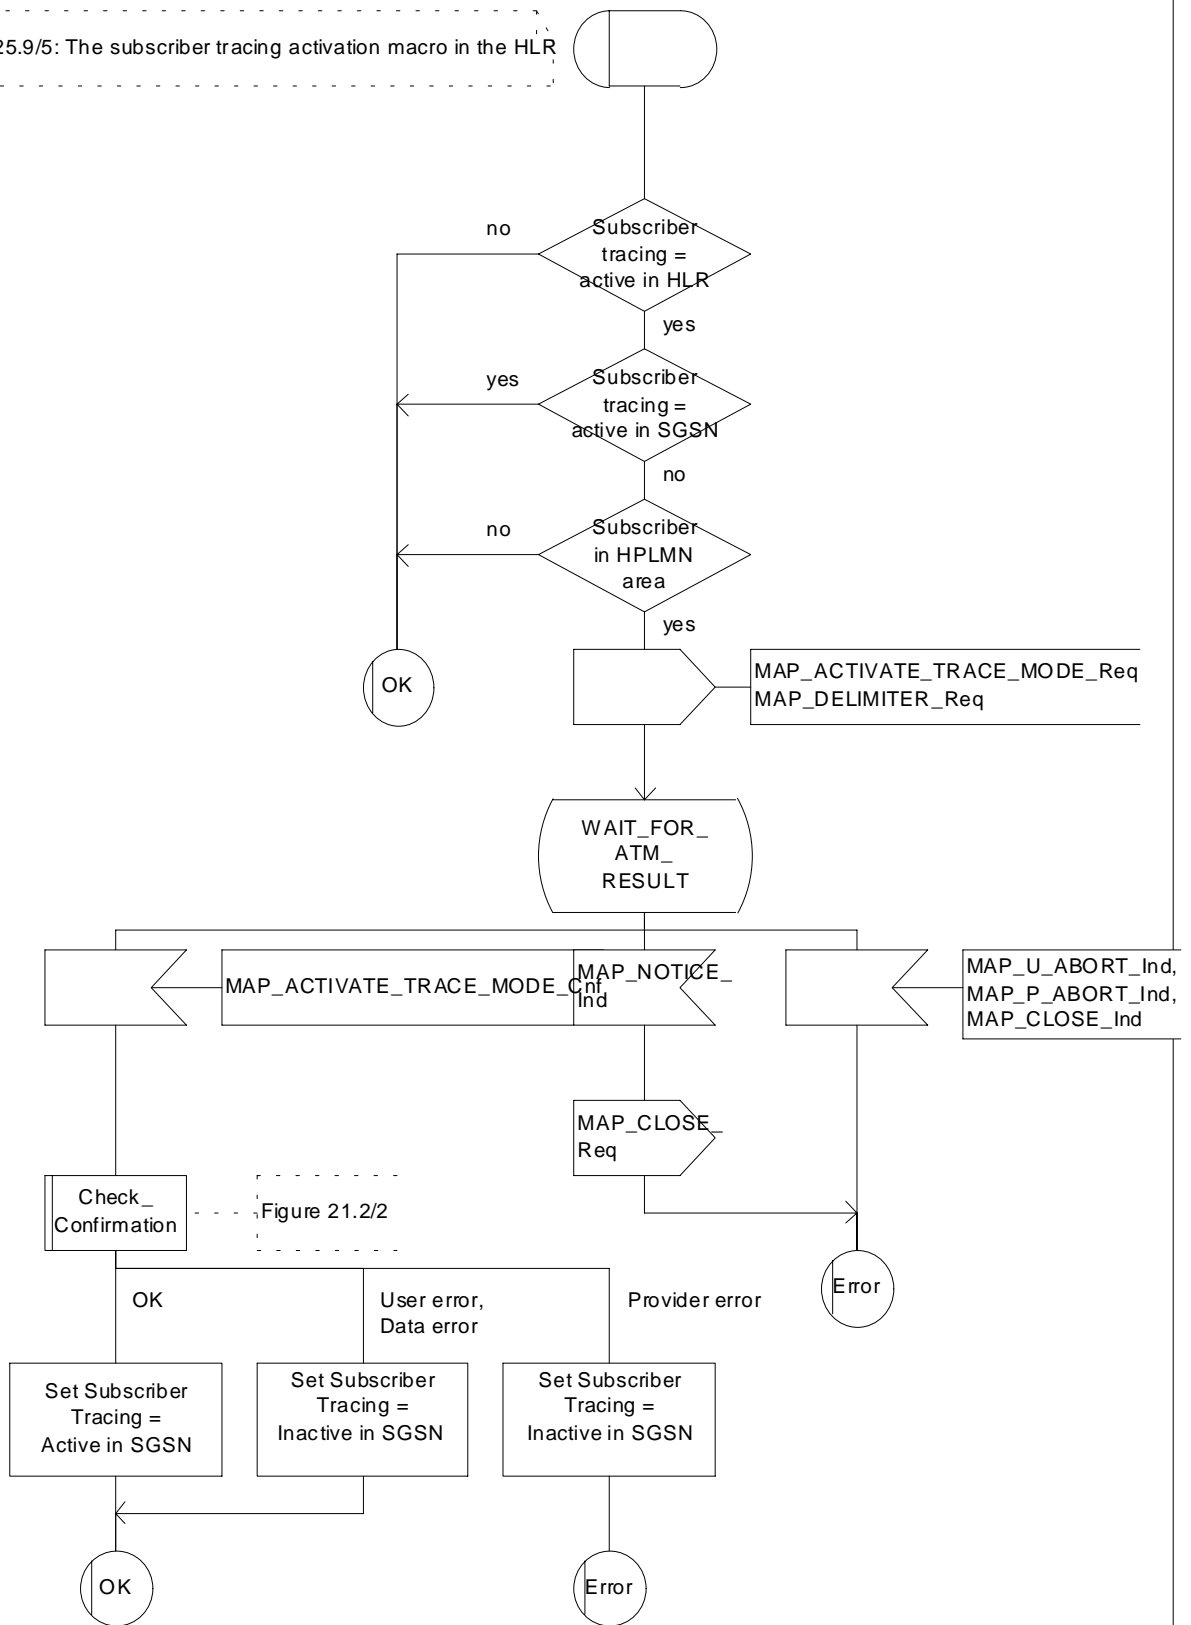 25.9/5: The subscriber tracing activation macro in the HLR
no
Subscriber
tracing =
active in HLR
yes
yes
Subscriber
tracing =
active in SGSN
no
no
Subscriber
in HPLMN
area
yes
OK
MAP_ACTIVATE_TRACE_MODE_Req
MAP_DELIMITER_Req
WAIT_FOR_
ATM_
RESULT
MAP_ACTIVATE_TRACE_MODE_Cnf
MAP_NOTICE_
Ind
MAP_U_ABORT_Ind,
MAP_P_ABORT_Ind,
MAP_CLOSE_Ind
MAP_CLOSE_
Req
Check_
Confirmation
Figure 21.2/2
Error
OK
User error,
Data error
Provider error
Set Subscriber
Tracing =
Active in SGSN
Set Subscriber
Tracing =
Inactive in SGSN
Set Subscriber
Tracing =
Inactive in SGSN
OK
Error